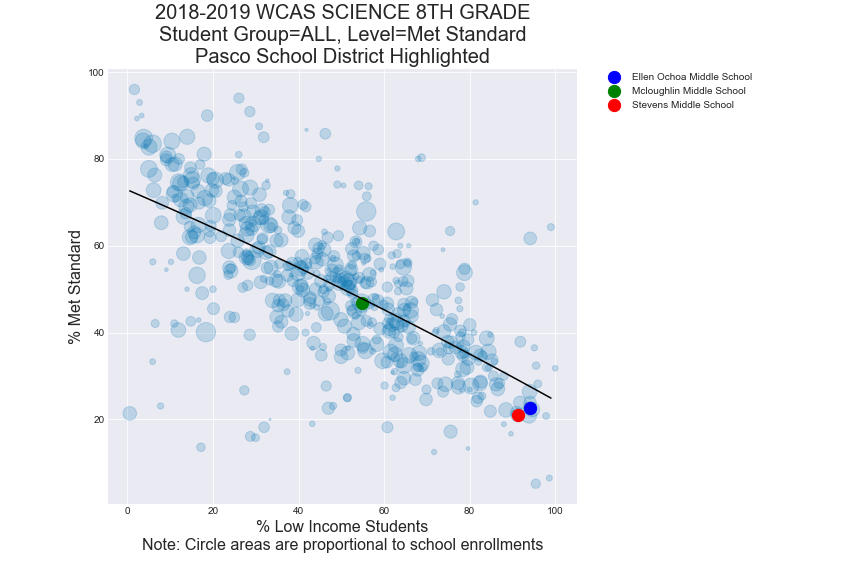 2018-2019 WCAS SCIENCE 8TH GRADE
Student Group=ALL, Level=Met Standard
Pasco School District Highlighted
Ellen Ochoa Middle School
Mcloughlin Middle School
Stevens Middle School
% Met Standard
100
80
60
40
20
0 20 40 60 80 100
% Low Income Students
Note: Circle areas are proportional to school enrollments